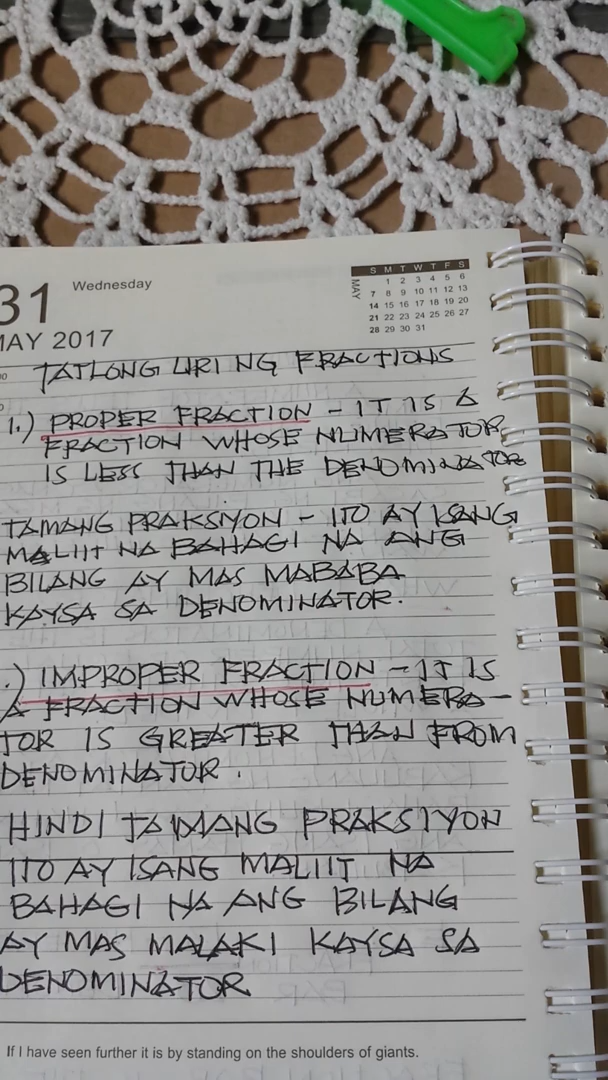 31 Wednesday
MAY 2017
S M T W T F S
MAY 1 2 3 4 5 6
7 8 9 10 11 12 13
14 15 16 17 18 19 20
21 22 23 24 25 26 27
28 29 30 31
TATLONG URI NG FRACTIONS
1.) PROPER FRACTION - IT IS A
FRACTION WHOSE NUMERATOR
IS LESS THAN THE DENOMINATOR
TAMANG PRAKSIYON - ITO AY ISANG
MALIIT NA BAHAGI NA ANG
BILANG AY MAS MABABA
KAYSA SA DENOMINATOR.
.) IMPROPER FRACTION - IT IS
A FRACTION WHOSE NUMERA-
TOR IS GREATER THAN FROM
DENOMINATOR.
HINDI TAMANG PRAKSIYON
ITO AY ISANG MALIIT NA
BAHAGI NA ANG BILANG
AY MAS MALAKI KAYSA SA
DENOMINATOR
If I have seen further it is by standing on the shoulders of giants.